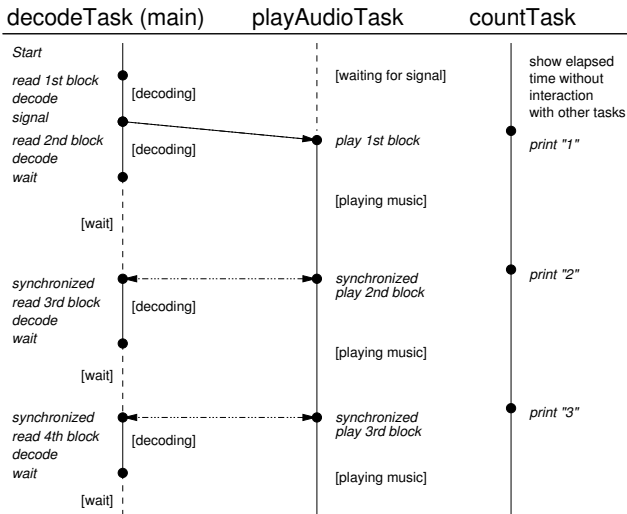 decodeTask (main) playAudioTask countTask
Start
read 1st block
decode
signal
[decoding]
[waiting for signal]
show elapsed
time without
interaction
with other tasks
read 2nd block
decode
wait
[decoding]
play 1st block
print "1"
[wait]
[playing music]
synchronized
read 3rd block
decode
wait
[decoding]
synchronized
play 2nd block
print "2"
[wait]
[playing music]
synchronized
read 4th block
decode
wait
[decoding]
synchronized
play 3rd block
print "3"
[wait]
[playing music]